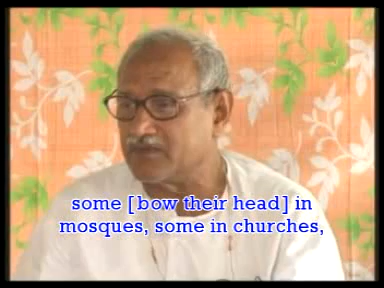 some [bow their head] in
mosques, some in churches,